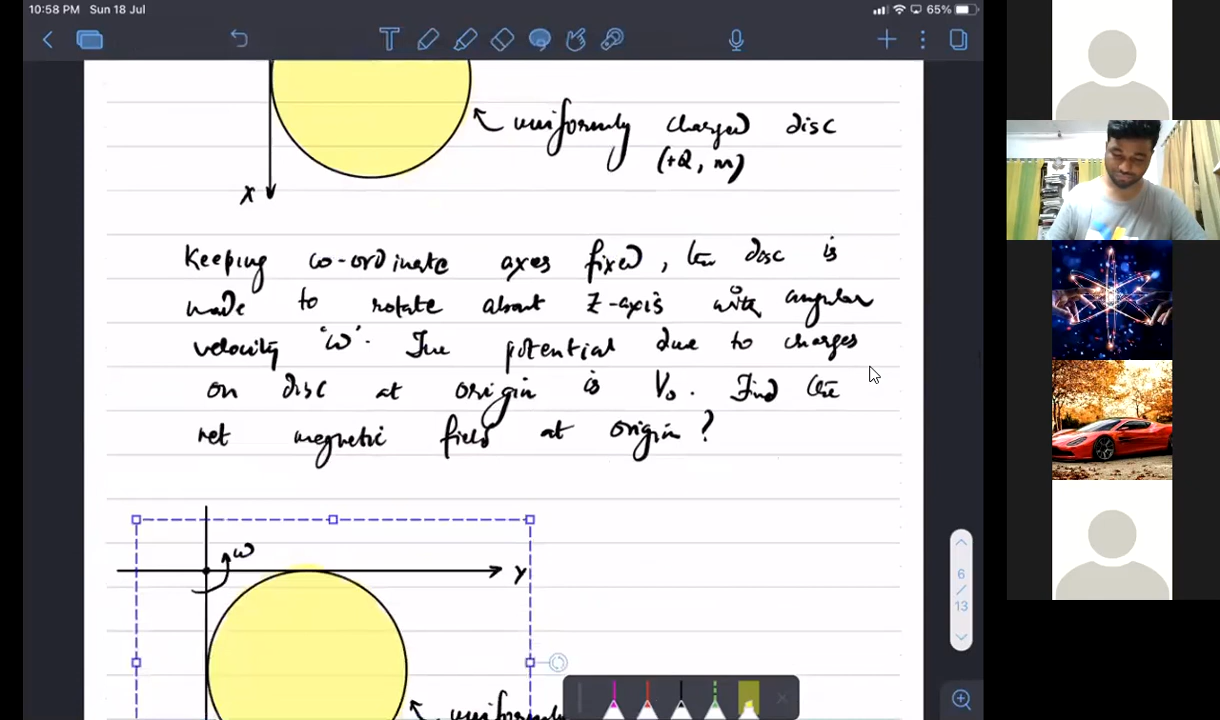 10:58 PM Sun 18 Jul
65%
uniformly charged disc
(+Q, m)
X
Keeping co-ordinate axes fixed, the disc is
made to rotate about Z-axis with angular
velocity 'ω'. The potential due to charges
on disc at origin is V₀. Find the
net magnetic field at origin?
ω
Y
6
/
13
uniformly